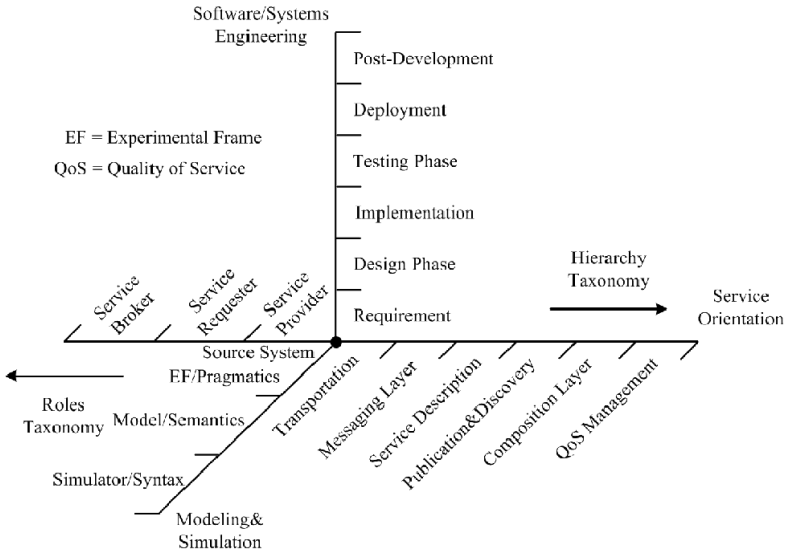 Software/Systems
Engineering
Post-Development
Deployment
EF = Experimental Frame
Testing Phase
QoS = Quality of Service
Implementation
Design Phase
Hierarchy
Taxonomy
Service
Broker
Service
Requester
Service
Provider
Requirement
Service
Orientation
Source System
EF/Pragmatics
Transportation
Messaging Layer
Service Description
Publication&Discovery
Composition Layer
QoS Management
Roles
Taxonomy
Model/Semantics
Simulator/Syntax
Modeling&
Simulation